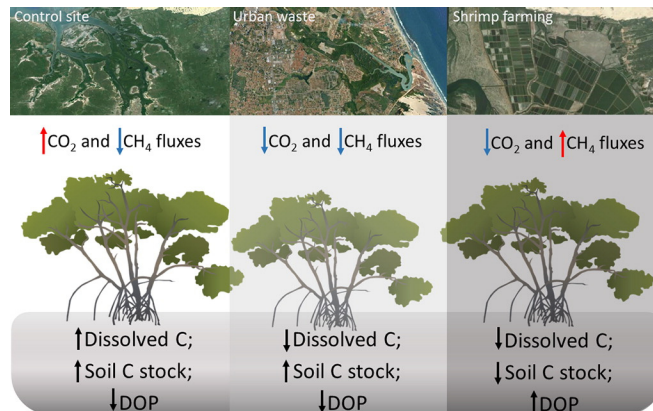 Control site
Urban waste
Shrimp farming
↑CO₂ and ↓CH₄ fluxes
↓CO₂ and ↓CH₄ fluxes
↓CO₂ and ↑CH₄ fluxes
↑Dissolved C;
↑Soil C stock;
↓DOP
↓Dissolved C;
↑Soil C stock;
↓DOP
↓Dissolved C;
↓Soil C stock;
↑DOP